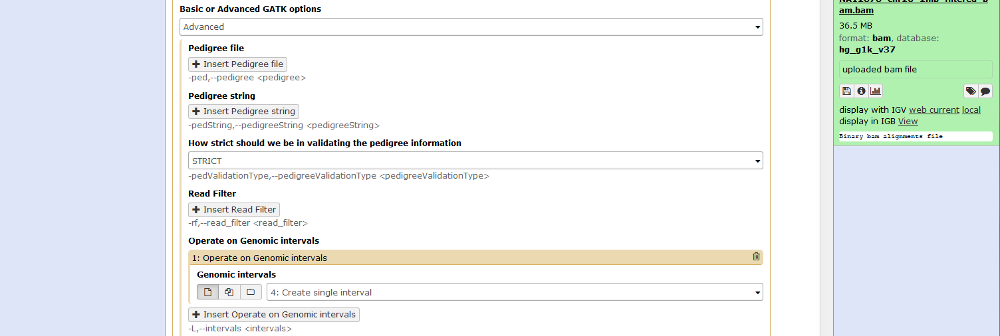 Basic or Advanced GATK options
Advanced
Pedigree file
Insert Pedigree file
-ped,--pedigree <pedigree>
Pedigree string
Insert Pedigree string
-pedString,--pedigreeString <pedigreeString>
How strict should we be in validating the pedigree information
STRICT
-pedValidationType,--pedigreeValidationType <pedigreeValidationType>
Read Filter
Insert Read Filter
-rf,--read_filter <read_filter>
Operate on Genomic intervals
1: Operate on Genomic intervals
Genomic intervals
4: Create single interval
Insert Operate on Genomic intervals
-L,--intervals <intervals>
am.bam
36.5 MB
format: bam, database:
hg_g1k_v37
uploaded bam file
display with IGV web current local
display in IGB View
Binary bam alignments file